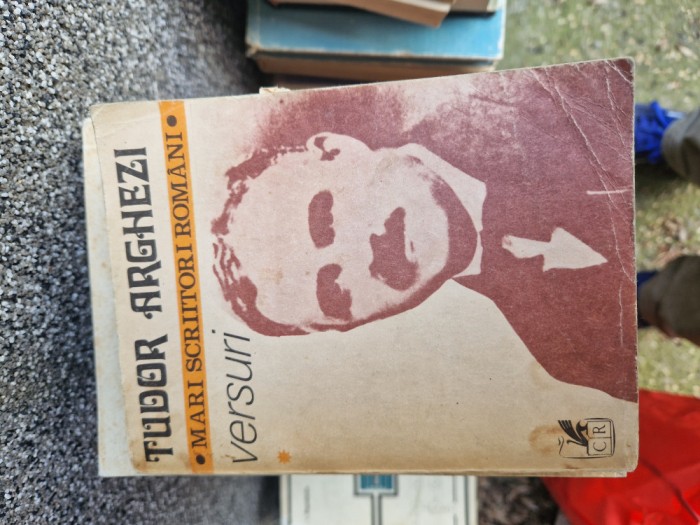 TUDOR ARGHEZI
• MARI SCRIITORI ROMÂNI •
versuri
*
CR